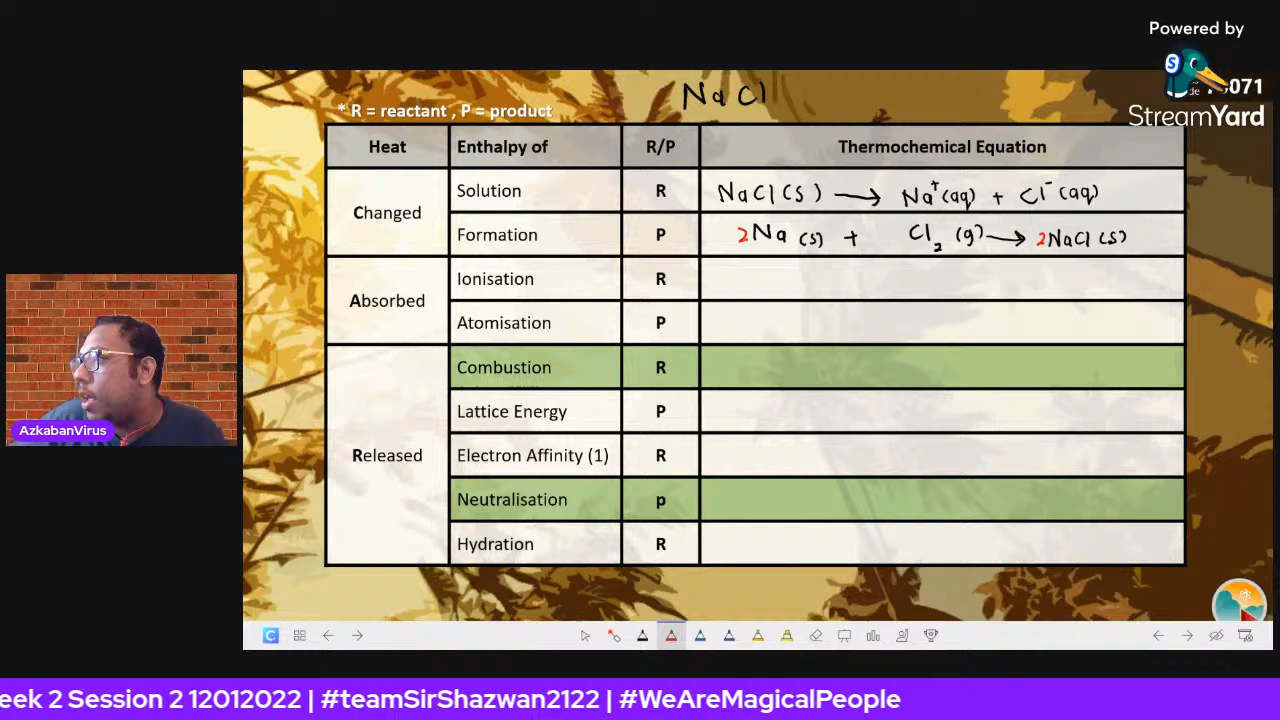 Powered by
071
de
StreamYard
NaCl
* R = reactant , P = product
Heat Enthalpy of R/P Thermochemical Equation
Changed
Solution R NaCl(s) → Na⁺(aq) + Cl⁻(aq)
Formation P 2Na (s) + Cl₂ (g) → 2NaCl(s)
Absorbed
Ionisation R
Atomisation P
Released
Combustion R
Lattice Energy P
Electron Affinity (1) R
Neutralisation p
Hydration R
AzkabanVirus
eek 2 Session 2 12012022 | #teamSirShazwan2122 | #WeAreMagicalPeople